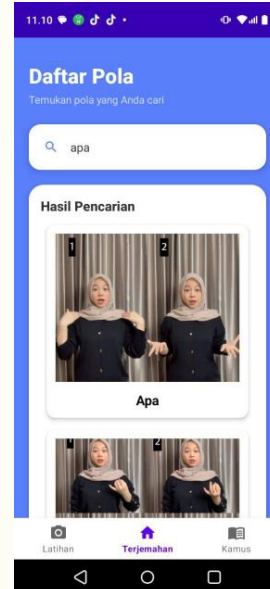 11.10
Daftar Pola
Temukan pola yang Anda cari
apa
Hasil Pencarian
1 2
Apa
1 2
Latihan Terjemahan Kamus